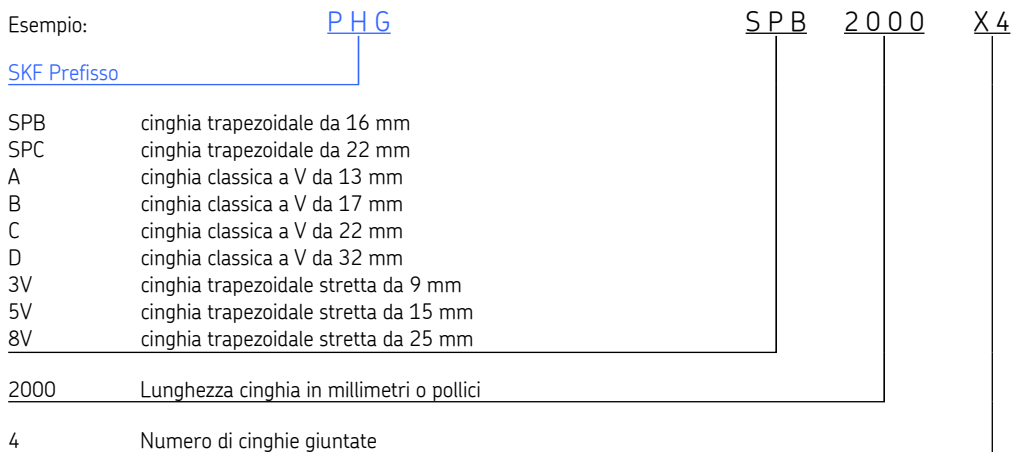 Esempio: PHG SPB 2000 X4
SKF Prefisso
SPB cinghia trapezoidale da 16 mm
SPC cinghia trapezoidale da 22 mm
A cinghia classica a V da 13 mm
B cinghia classica a V da 17 mm
C cinghia classica a V da 22 mm
D cinghia classica a V da 32 mm
3V cinghia trapezoidale stretta da 9 mm
5V cinghia trapezoidale stretta da 15 mm
8V cinghia trapezoidale stretta da 25 mm
2000 Lunghezza cinghia in millimetri o pollici
4 Numero di cinghie giuntate